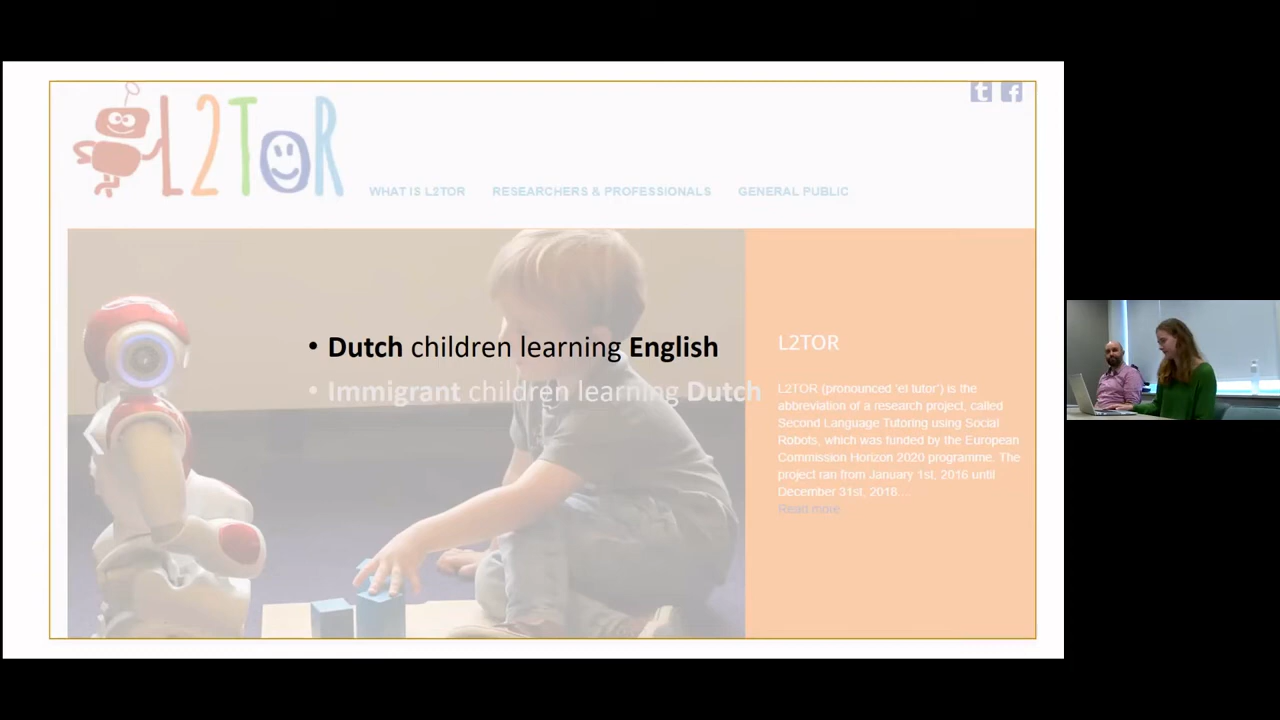 L2TOR
t f
WHAT IS L2TOR RESEARCHERS & PROFESSIONALS GENERAL PUBLIC
• Dutch children learning English
• Immigrant children learning Dutch
L2TOR
L2TOR (pronounced 'el tutor') is the
abbreviation of a research project, called
Second Language Tutoring using Social
Robots, which was funded by the European
Commission Horizon 2020 programme. The
project ran from January 1st, 2016 until
December 31st, 2018...
Read more